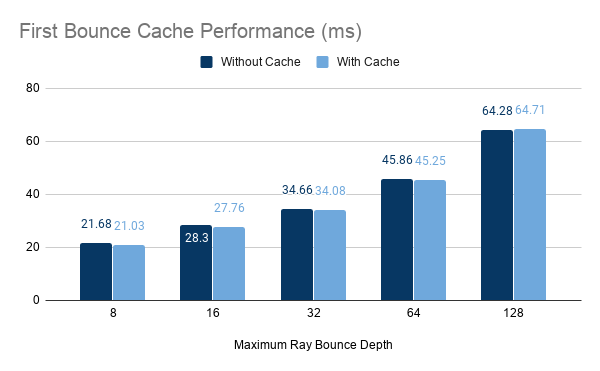 First Bounce Cache Performance (ms)
Without Cache With Cache
80
60
40
20
0
21.68 21.03
28.3 27.76
34.66 34.08
45.86 45.25
64.28 64.71
8 16 32 64 128
Maximum Ray Bounce Depth